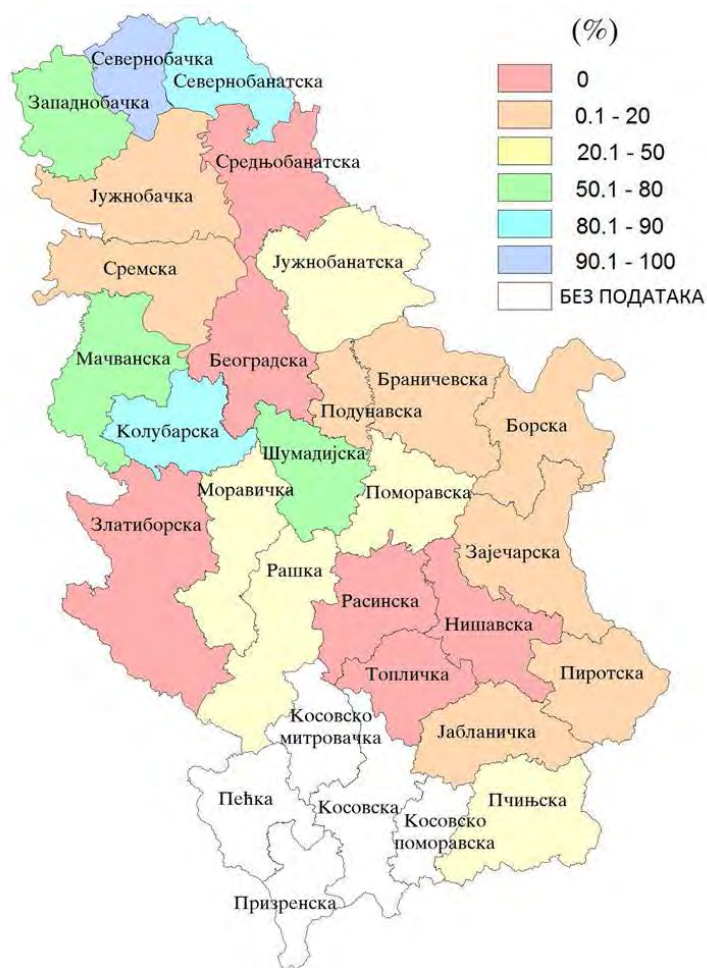 (%)
0
0.1 - 20
20.1 - 50
50.1 - 80
80.1 - 90
90.1 - 100
БЕЗ ПОДАТАКА
Севернобачка
Севернобанатска
Западнобачка
Средњобанатска
Јужнобачка
Јужнобанатска
Сремска
Мачванска
Београдска
Браничевска
Подунавска
Борска
Колубарска
Шумадијска
Моравичка
Поморавска
Златиборска
Зајечарска
Рашка
Расинска
Нишавска
Топличка
Пиротска
Косовско
митровачка
Јабланичка
Пећка
Косовска
Косовско
поморавска
Пчињска
Призренска